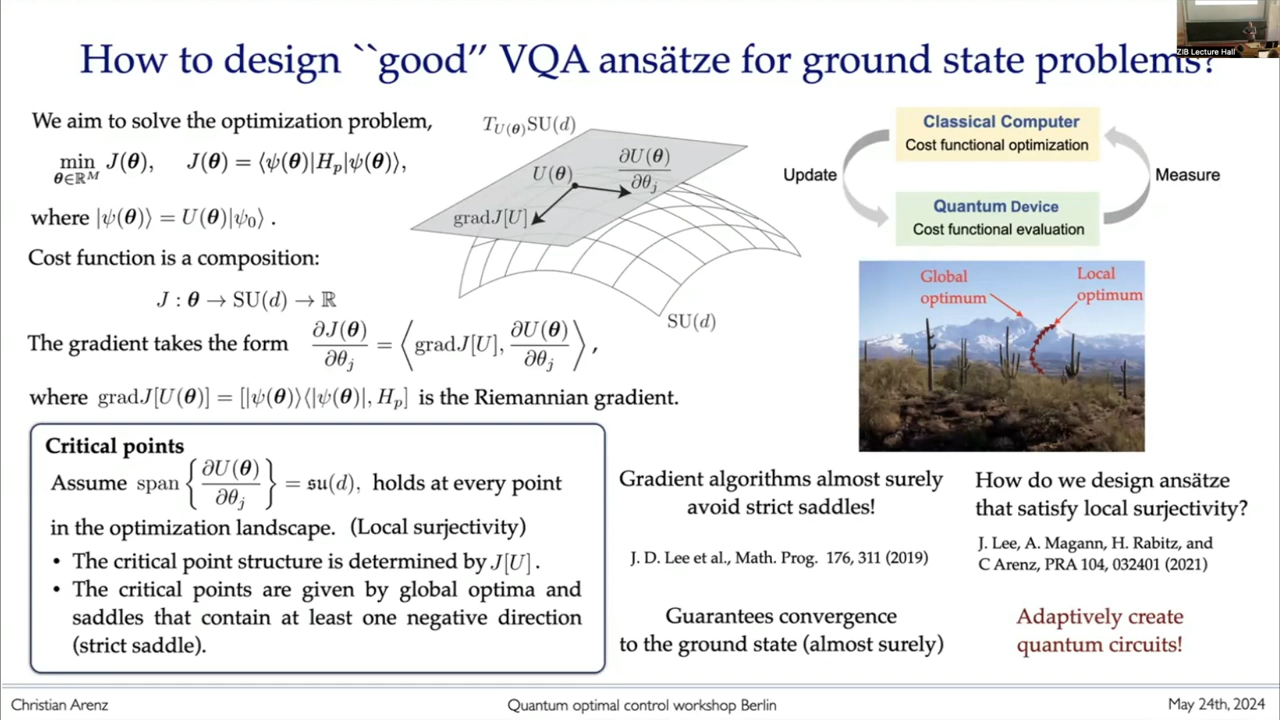 ZIB Lecture Hall
How to design ``good'' VQA ansätze for ground state problems?
We aim to solve the optimization problem,
min J(θ), J(θ) = ⟨ψ(θ)|H_p|ψ(θ)⟩,
θ∈ℝ^M
where |ψ(θ)⟩ = U(θ)|ψ_0⟩ .
Cost function is a composition:
J : θ → SU(d) → ℝ
The gradient takes the form ∂J(θ)/∂θ_j = ⟨gradJ[U], ∂U(θ)/∂θ_j⟩ ,
where gradJ[U(θ)] = [|ψ(θ)⟩⟨|ψ(θ)|, H_p] is the Riemannian gradient.
T_{U(θ)}SU(d)
U(θ)
∂U(θ)/∂θ_j
gradJ[U]
SU(d)
Classical Computer
Cost functional optimization
Update
Measure
Quantum Device
Cost functional evaluation
Global
optimum
Local
optimum
Critical points
Assume span {∂U(θ)/∂θ_j} = 𝔰𝔲(d), holds at every point
in the optimization landscape. (Local surjectivity)
• The critical point structure is determined by J[U].
• The critical points are given by global optima and
saddles that contain at least one negative direction
(strict saddle).
Gradient algorithms almost surely
avoid strict saddles!
J. D. Lee et al., Math. Prog. 176, 311 (2019)
Guarantees convergence
to the ground state (almost surely)
How do we design ansätze
that satisfy local surjectivity?
J. Lee, A. Magann, H. Rabitz, and
C Arenz, PRA 104, 032401 (2021)
Adaptively create
quantum circuits!
Christian Arenz
Quantum optimal control workshop Berlin
May 24th, 2024